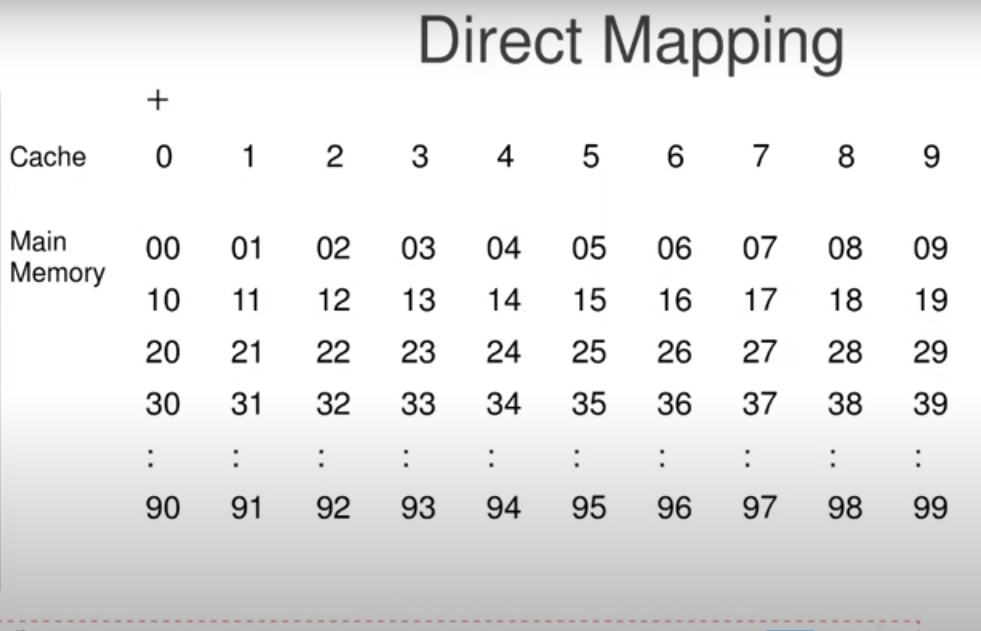 Direct Mapping
+
Cache 0 1 2 3 4 5 6 7 8 9
Main
Memory
00 01 02 03 04 05 06 07 08 09
10 11 12 13 14 15 16 17 18 19
20 21 22 23 24 25 26 27 28 29
30 31 32 33 34 35 36 37 38 39
: : : : : : : : : :
90 91 92 93 94 95 96 97 98 99